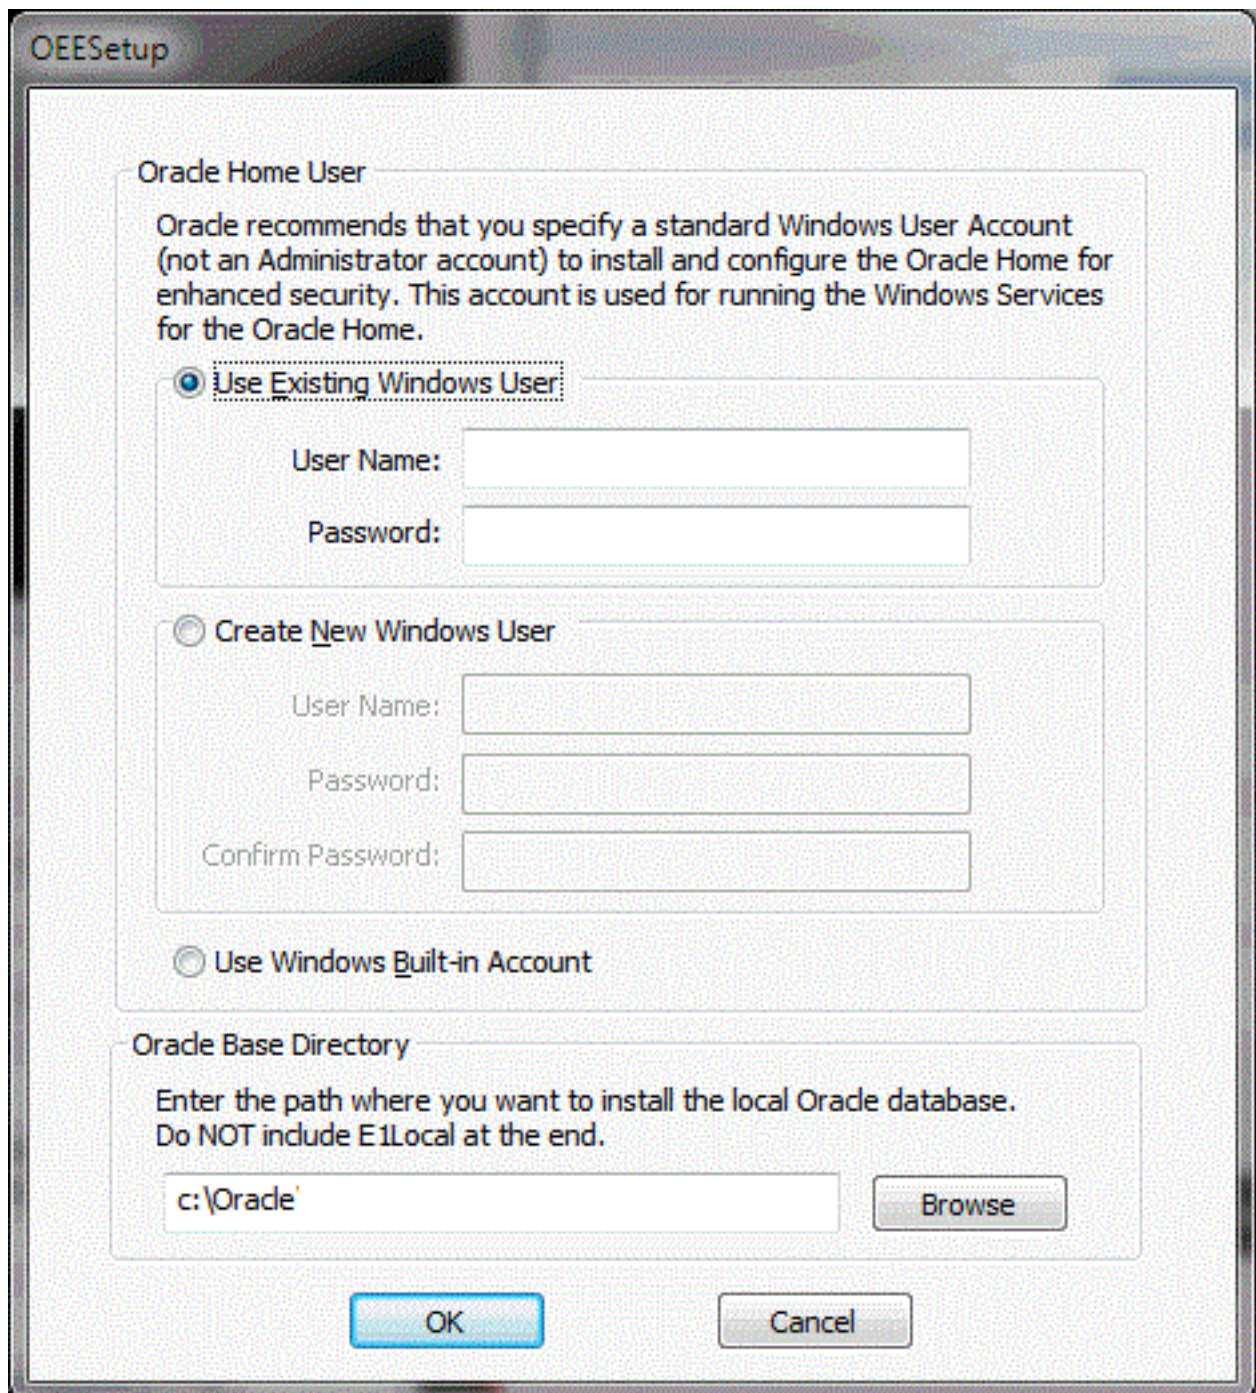 OEESetup
Oracle Home User
Oracle recommends that you specify a standard Windows User Account
(not an Administrator account) to install and configure the Oracle Home for
enhanced security. This account is used for running the Windows Services
for the Oracle Home.
Use Existing Windows User
User Name:
Password:
Create New Windows User
User Name:
Password:
Confirm Password:
Use Windows Built-in Account
Oracle Base Directory
Enter the path where you want to install the local Oracle database.
Do NOT include E1Local at the end.
c:\Oracle
Browse
OK
Cancel